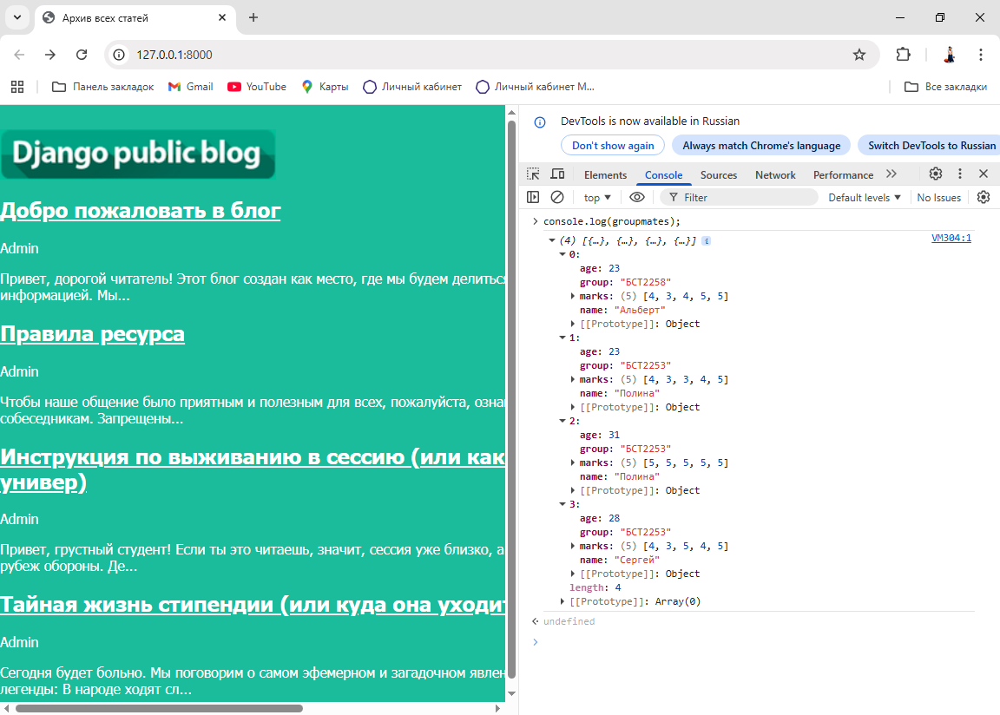 Архив всех статей
127.0.0.1:8000
Панель закладок Gmail YouTube Карты Личный кабинет Личный кабинет М... Все закладки
Django public blog
Добро пожаловать в блог
Admin
Привет, дорогой читатель! Этот блог создан как место, где мы будем делиться
информацией. Мы...
Правила ресурса
Admin
Чтобы наше общение было приятным и полезным для всех, пожалуйста, озна
собеседникам. Запрещены...
Инструкция по выживанию в сессию (или как
универ)
Admin
Привет, грустный студент! Если ты это читаешь, значит, сессия уже близко, а
рубеж обороны. Де...
Тайная жизнь стипендии (или куда она уходит
Admin
Сегодня будет больно. Мы поговорим о самом эфемерном и загадочном явлен
легенды: В народе ходят сл...
DevTools is now available in Russian
Don't show again Always match Chrome's language Switch DevTools to Russian
Elements Console Sources Network Performance
top Filter Default levels No Issues
console.log(groupmates);
VM304:1
(4) [{…}, {…}, {…}, {…}]
0:
age: 23
group: "БСТ2258"
marks: (5) [4, 3, 4, 5, 5]
name: "Альберт"
[[Prototype]]: Object
1:
age: 23
group: "БСТ2253"
marks: (5) [4, 3, 3, 4, 5]
name: "Полина"
[[Prototype]]: Object
2:
age: 31
group: "БСТ2253"
marks: (5) [5, 5, 5, 5, 5]
name: "Полина"
[[Prototype]]: Object
3:
age: 28
group: "БСТ2253"
marks: (5) [4, 3, 5, 4, 5]
name: "Сергей"
[[Prototype]]: Object
length: 4
[[Prototype]]: Array(0)
undefined